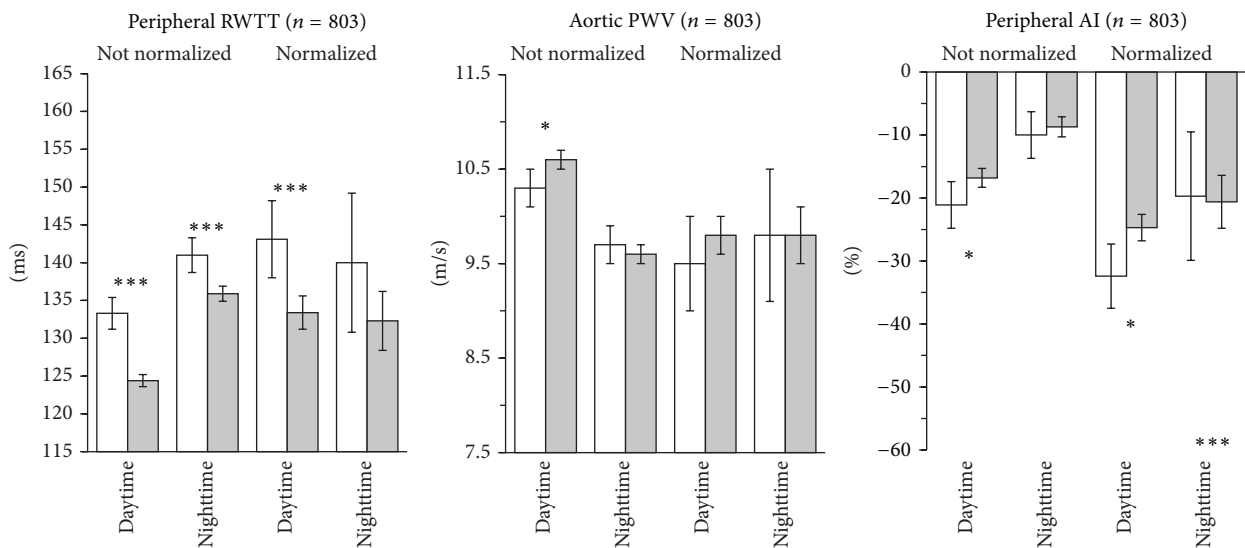 Peripheral RWTT (n = 803)
Not normalized Normalized
165
160
155
150
145
140
135
130
125
120
115
(ms)
***
***
***
Daytime
Nighttime
Daytime
Nighttime
Aortic PWV (n = 803)
Not normalized Normalized
11.5
10.5
9.5
8.5
7.5
(m/s)
*
Daytime
Nighttime
Daytime
Nighttime
Peripheral AI (n = 803)
Not normalized Normalized
0
−10
−20
−30
−40
−50
−60
(%)
*
*
***
Daytime
Nighttime
Daytime
Nighttime